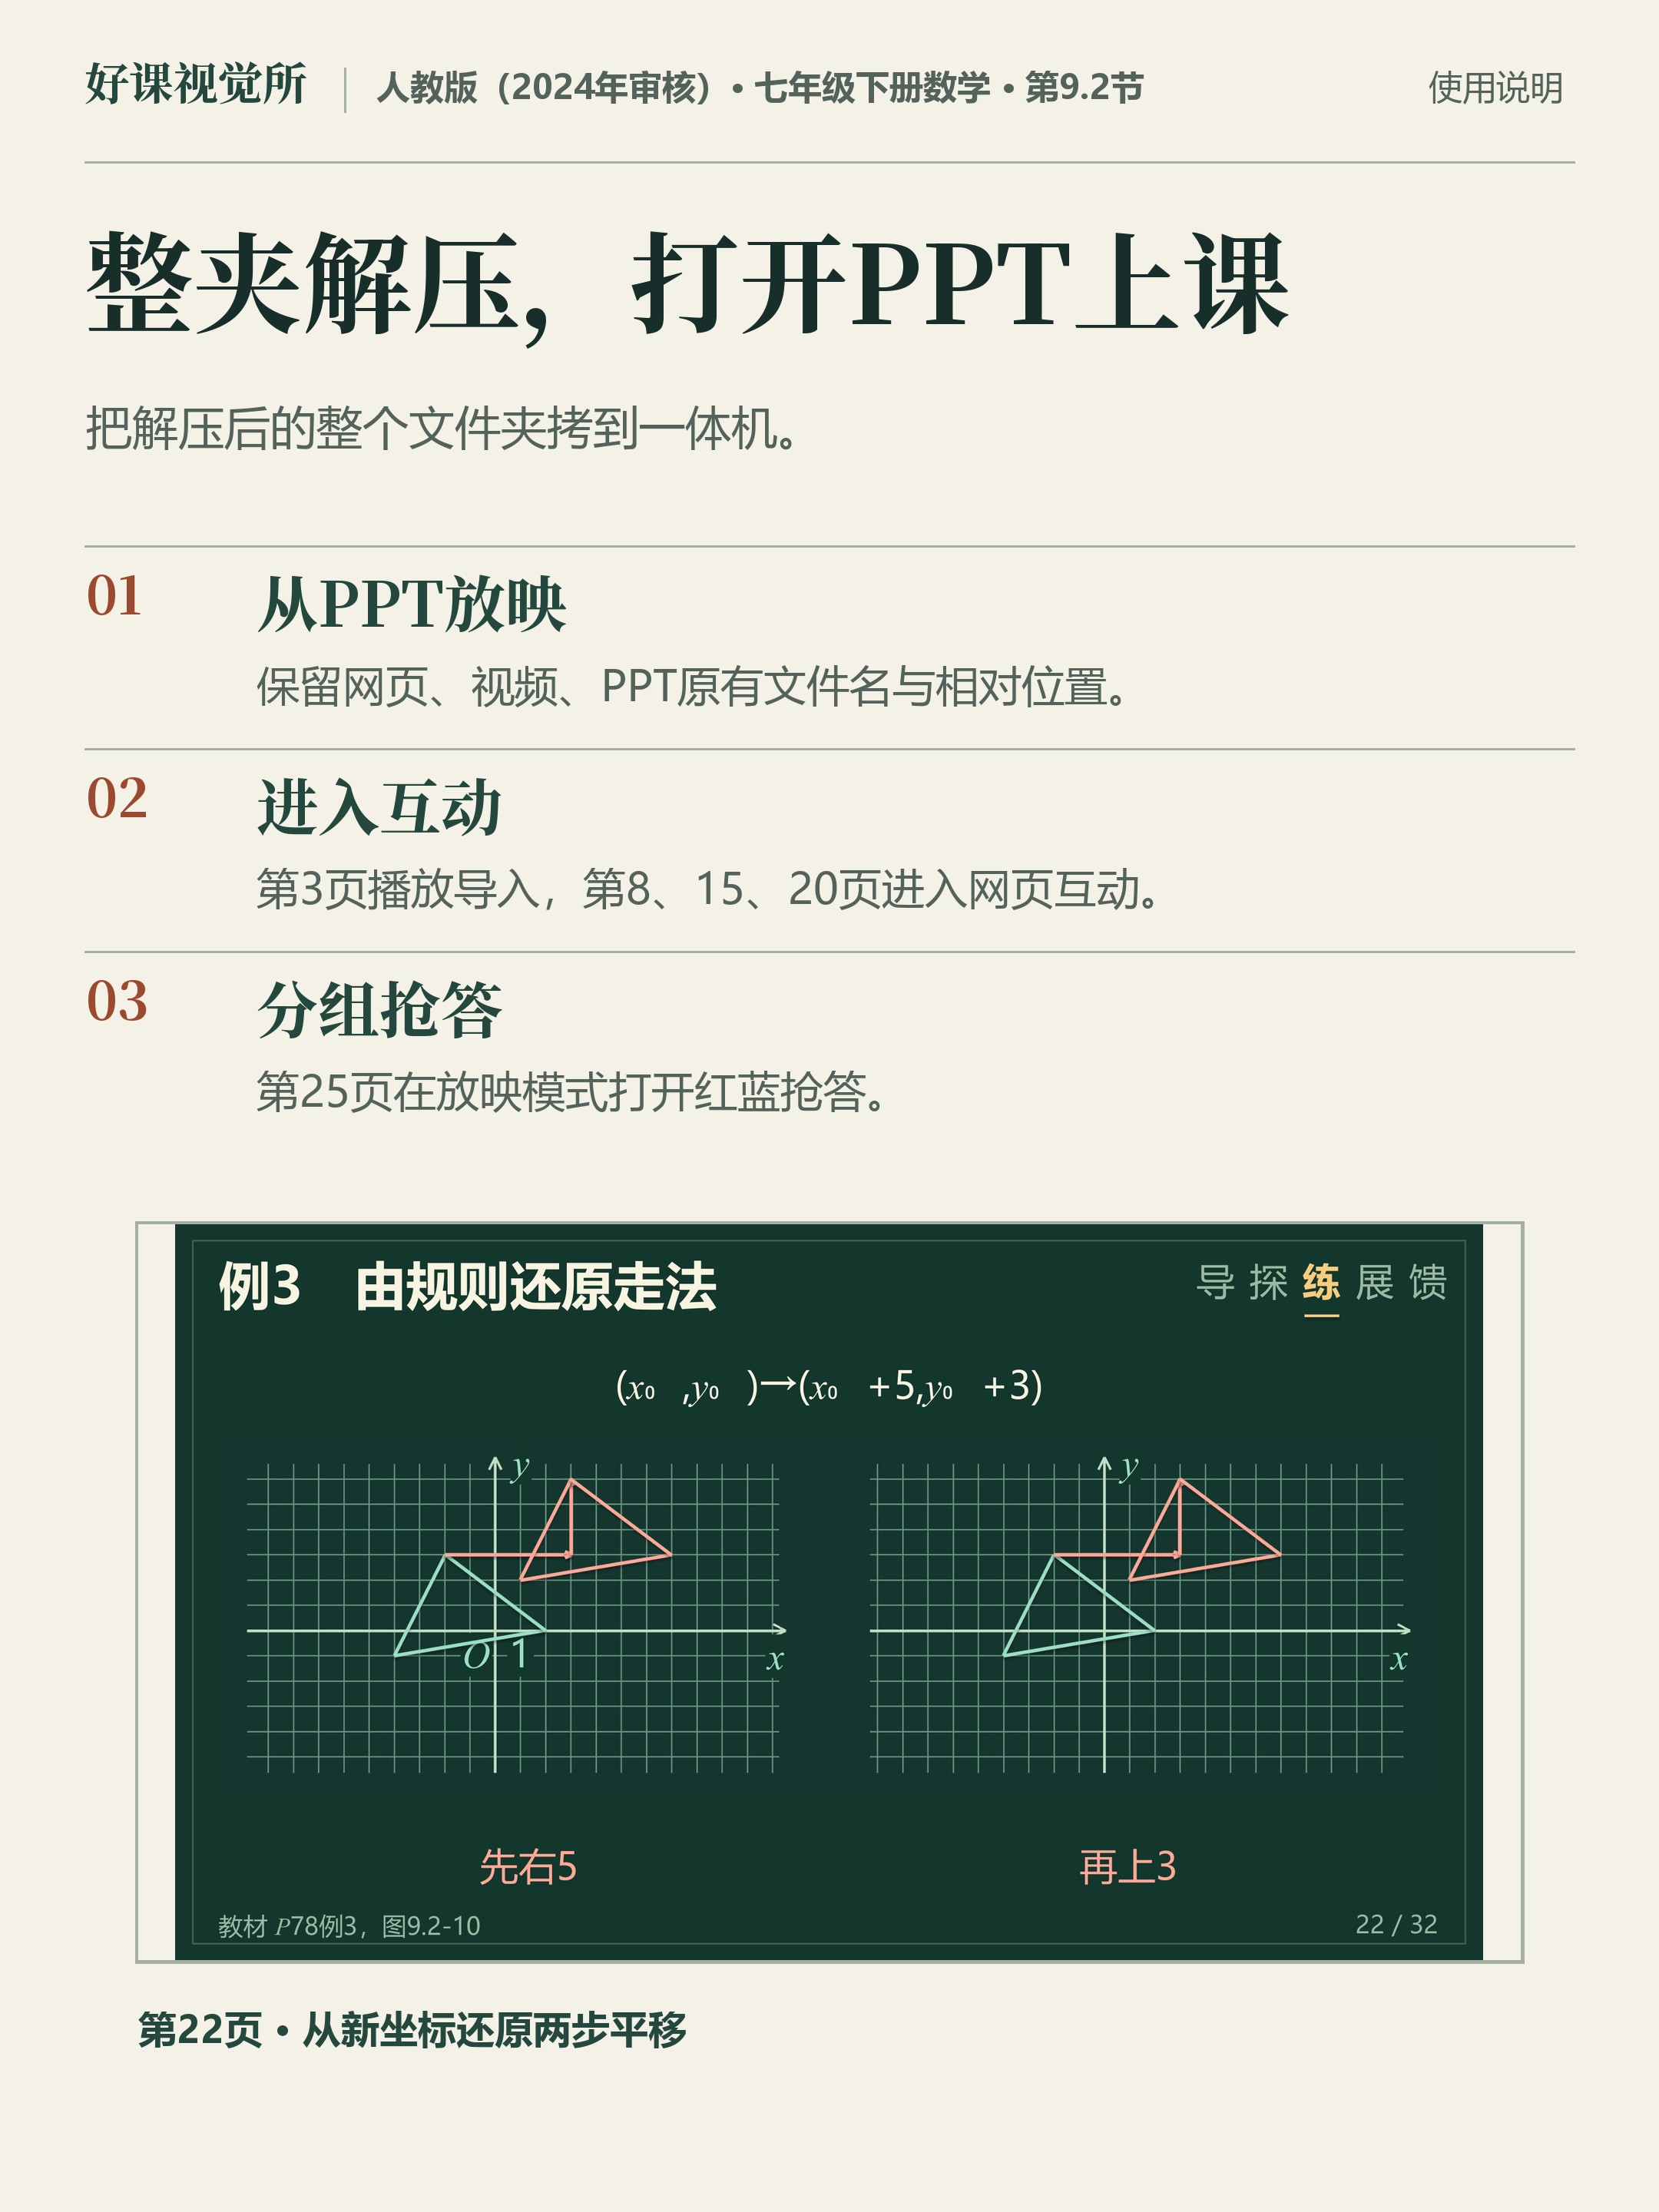 好课视觉所 人教版（2024年审核）• 七年级下册数学 • 第9.2节 使用说明
整夹解压，打开PPT上课
把解压后的整个文件夹拷到一体机。
01 从PPT放映
保留网页、视频、PPT原有文件名与相对位置。
02 进入互动
第3页播放导入，第8、15、20页进入网页互动。
03 分组抢答
第25页在放映模式打开红蓝抢答。
例3 由规则还原走法 导 探 练 展 馈
(x₀ ,y₀ )→(x₀ +5,y₀ +3)
y y
O 1 x x
先右5 再上3
教材 P78例3，图9.2-10 22 / 32
第22页 • 从新坐标还原两步平移